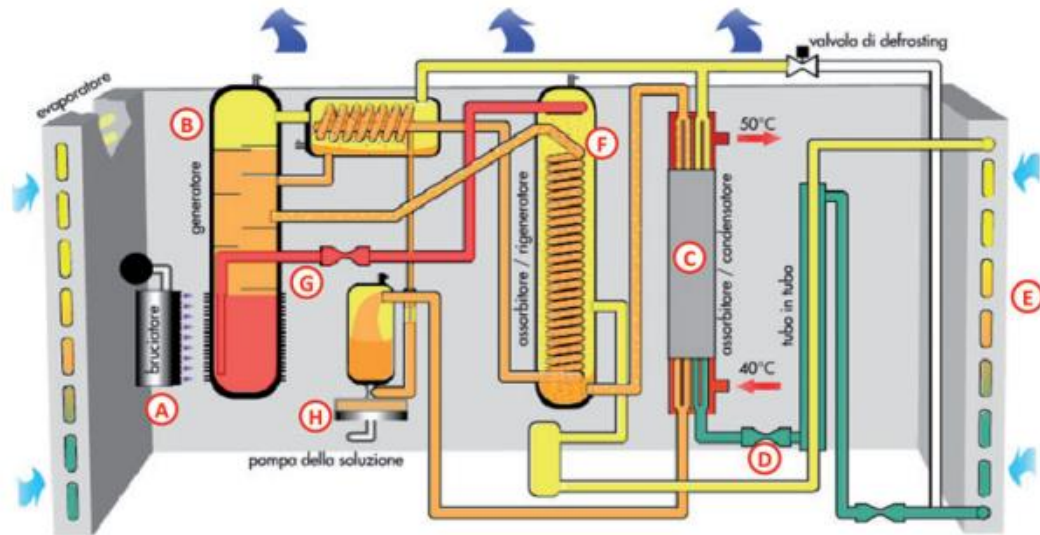 valvola di defrosting
evaporatore
B
F
50°C
generatore
assorbitore / rigeneratore
C
assorbitore / condensatore
tubo in tubo
G
E
bruciatore
A
40°C
H
D
pompa della soluzione